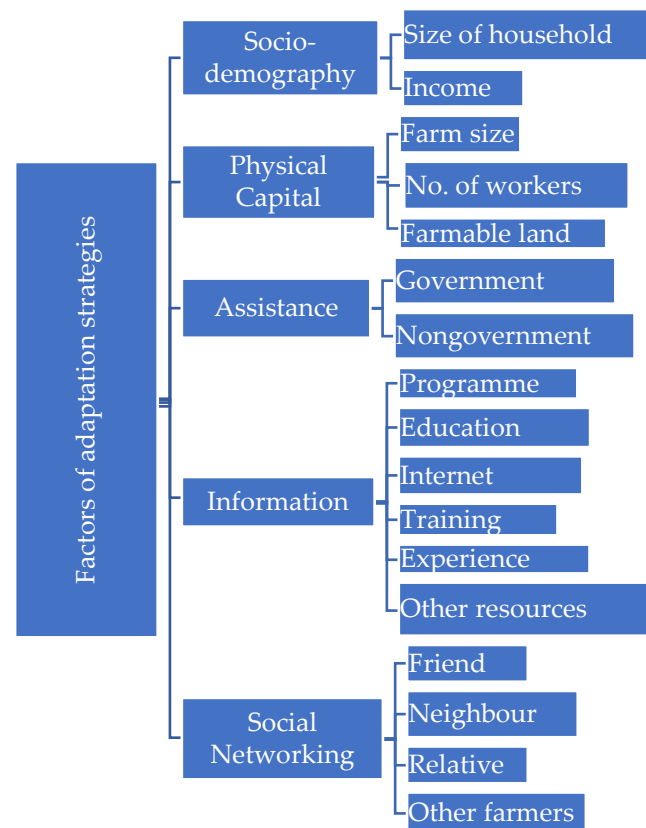 Factors of adaptation strategies
Socio-
demography
Size of household
Income
Physical
Capital
Farm size
No. of workers
Farmable land
Assistance
Government
Nongovernment
Information
Programme
Education
Internet
Training
Experience
Other resources
Social
Networking
Friend
Neighbour
Relative
Other farmers